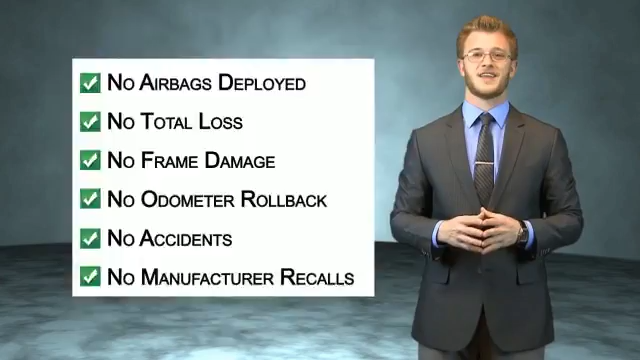 No Airbags Deployed
No Total Loss
No Frame Damage
No Odometer Rollback
No Accidents
No Manufacturer Recalls